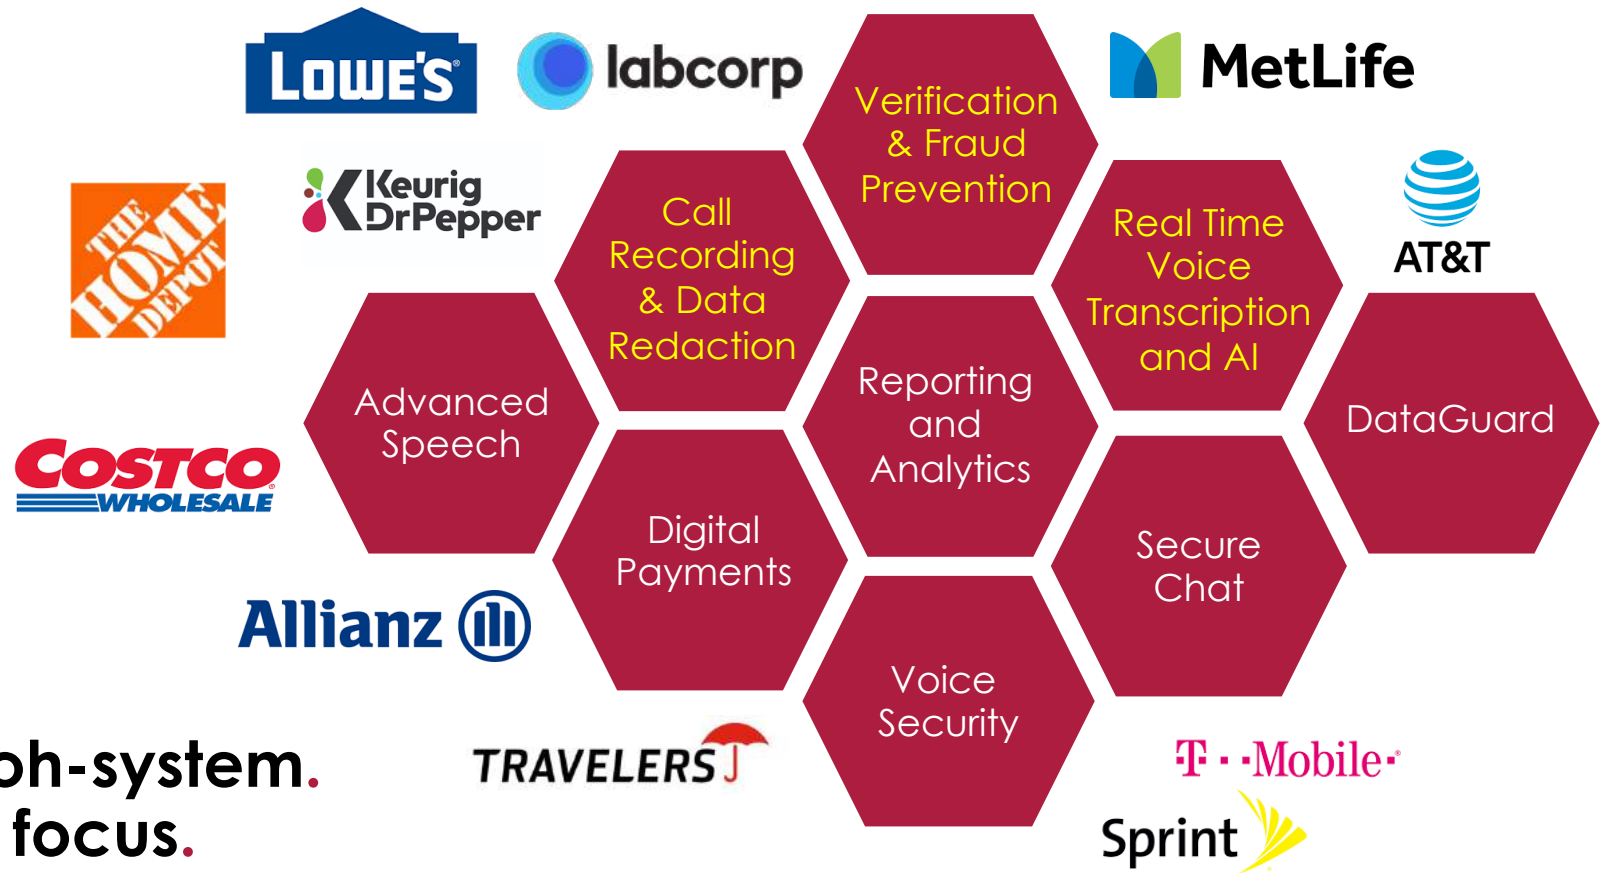 LOWE'S
labcorp
MetLife
Verification
& Fraud
Prevention
Keurig
DrPepper
THE
HOME
DEPOT
Call
Recording
& Data
Redaction
Real Time
Voice
Transcription
and AI
AT&T
Advanced
Speech
Reporting
and
Analytics
DataGuard
COSTCO
WHOLESALE
Digital
Payments
Secure
Chat
Allianz
Voice
Security
TRAVELERS
oh-system.
focus.
T··Mobile·
Sprint